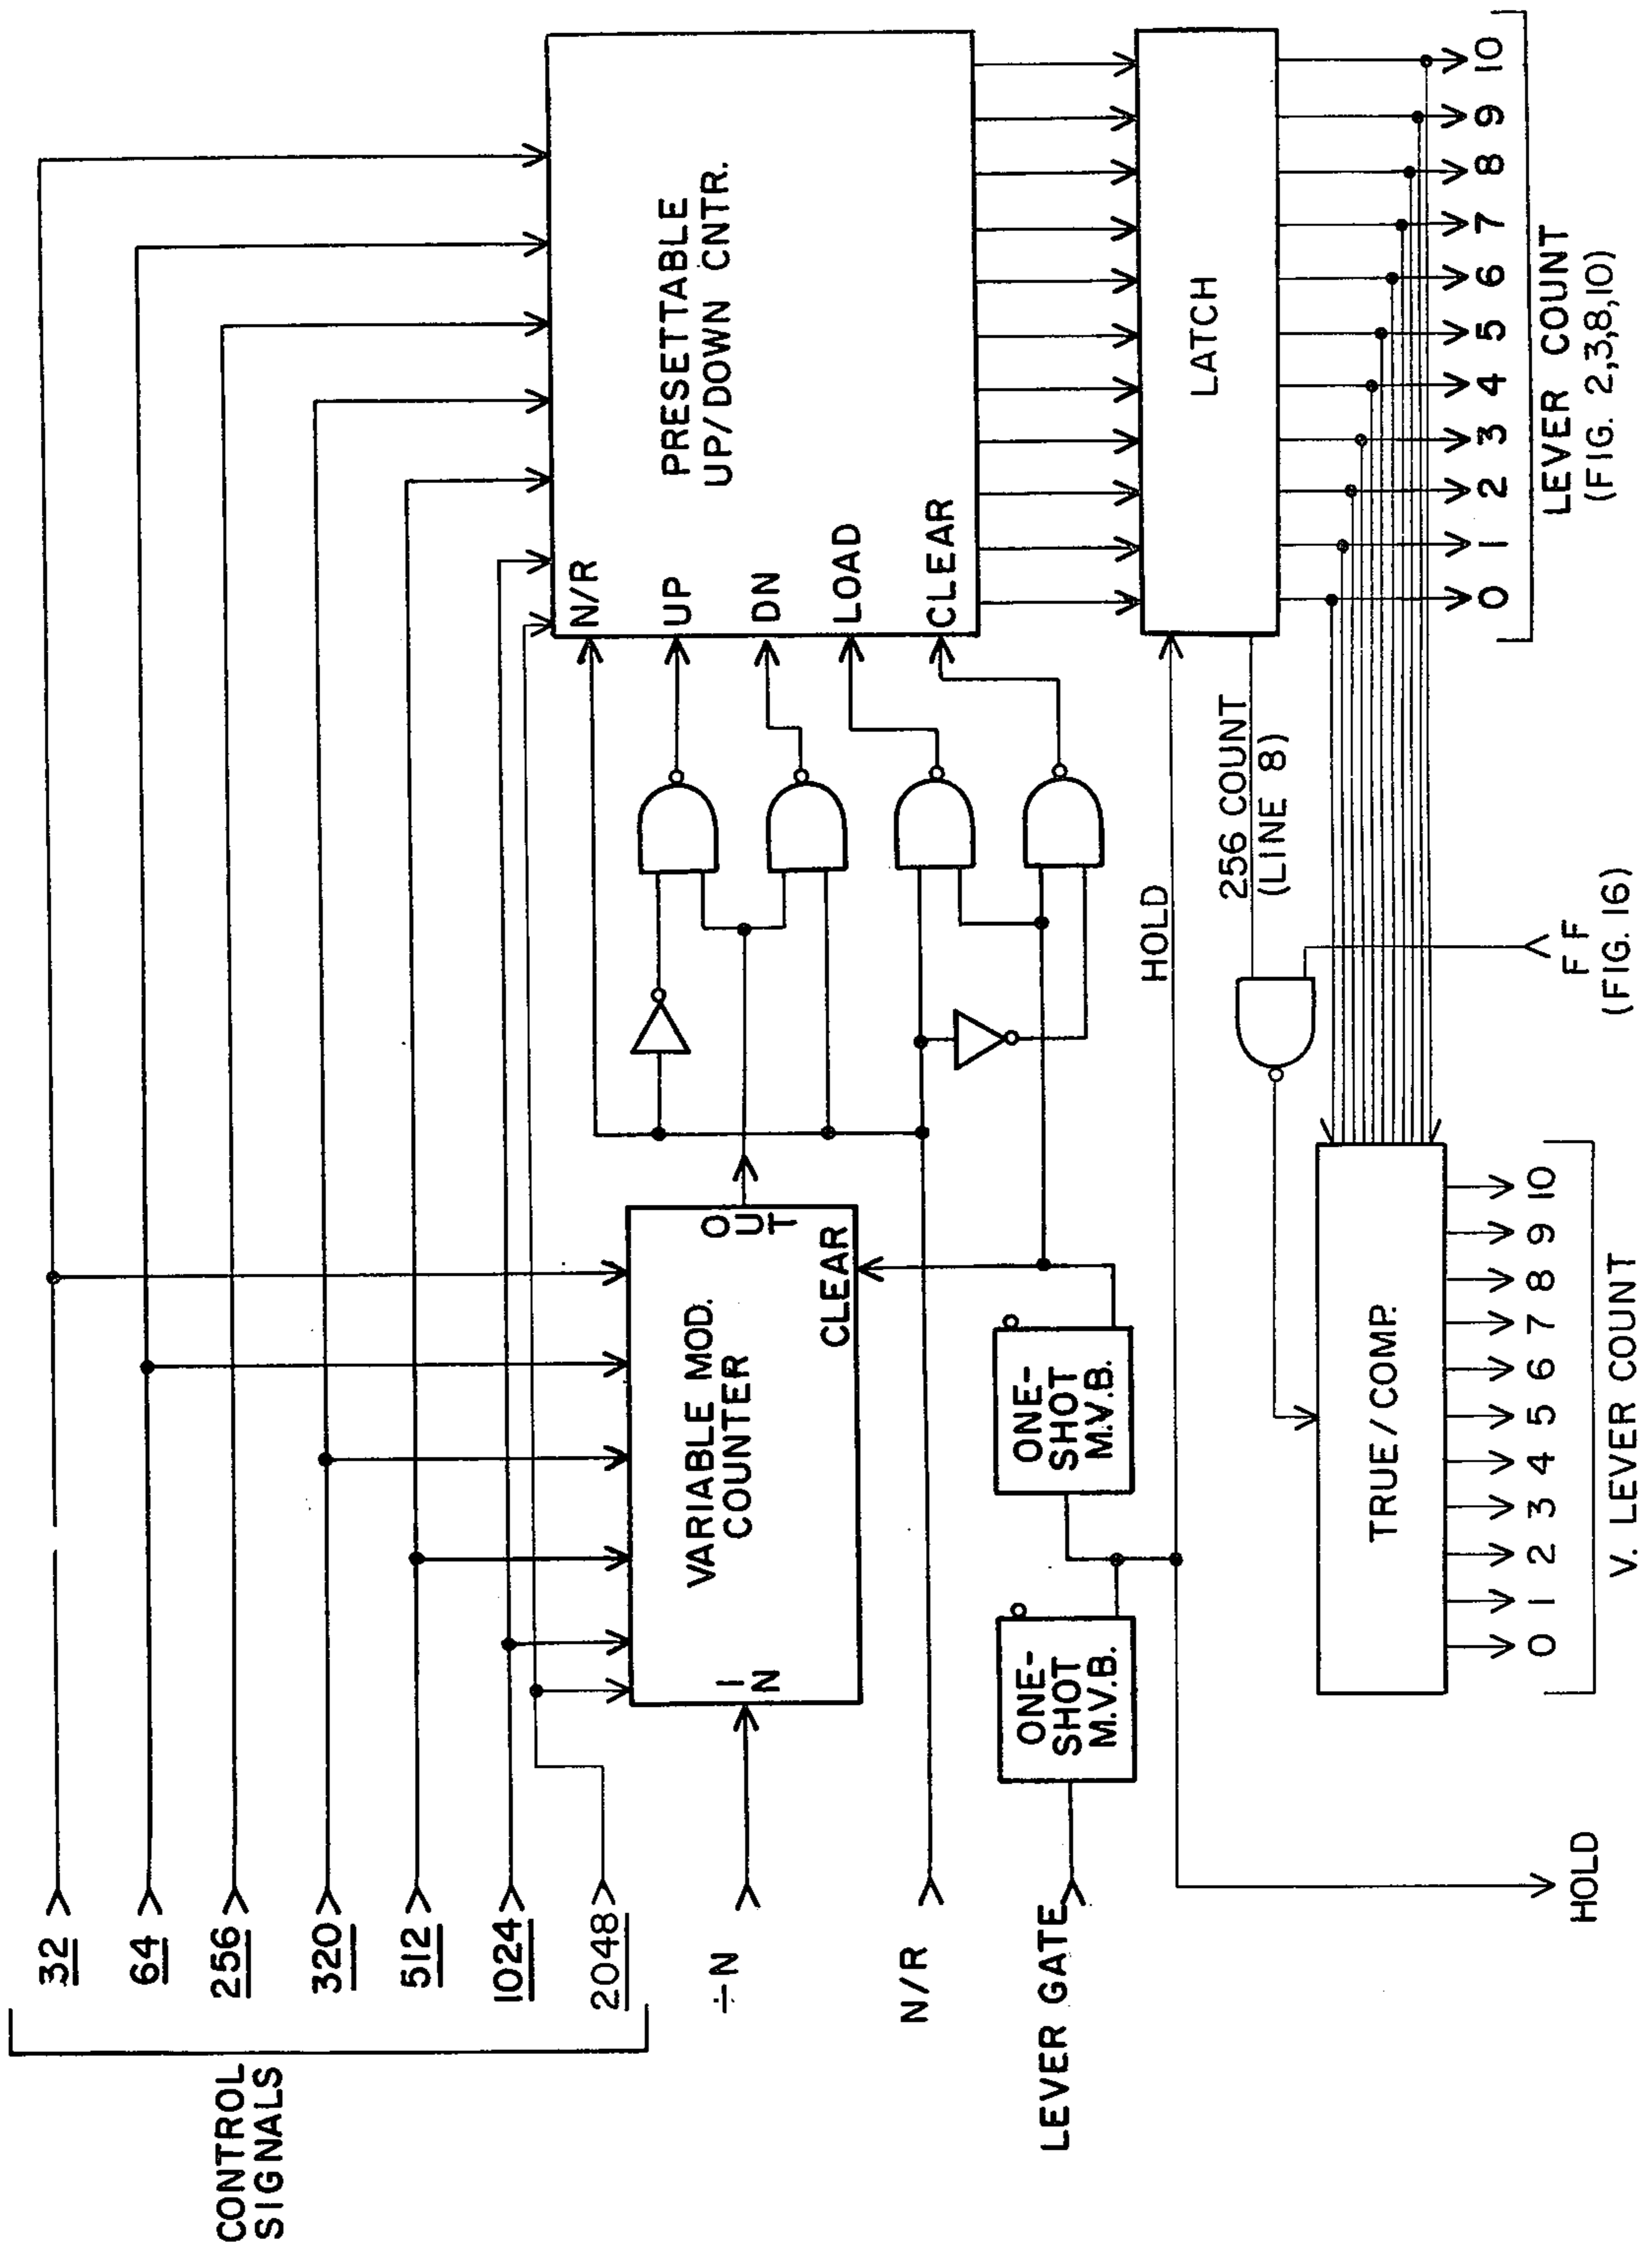 CONTROL
SIGNALS
32
64
256
320
512
1024
2048
÷N
N/R
LEVER GATE
HOLD
VARIABLE MOD.
COUNTER
IN
OUT
CLEAR
ONE-
SHOT
M.V.B.
ONE-
SHOT
M.V.B.
PRESETTABLE
UP/DOWN CNTR.
N/R
UP
DN
LOAD
CLEAR
HOLD
LATCH
256 COUNT
(LINE 8)
F F
(FIG. 16)
TRUE/COMP.
0 1 2 3 4 5 6 7 8 9 10
V. LEVER COUNT
0 1 2 3 4 5 6 7 8 9 10
LEVER COUNT
(FIG. 2,3,8,10)